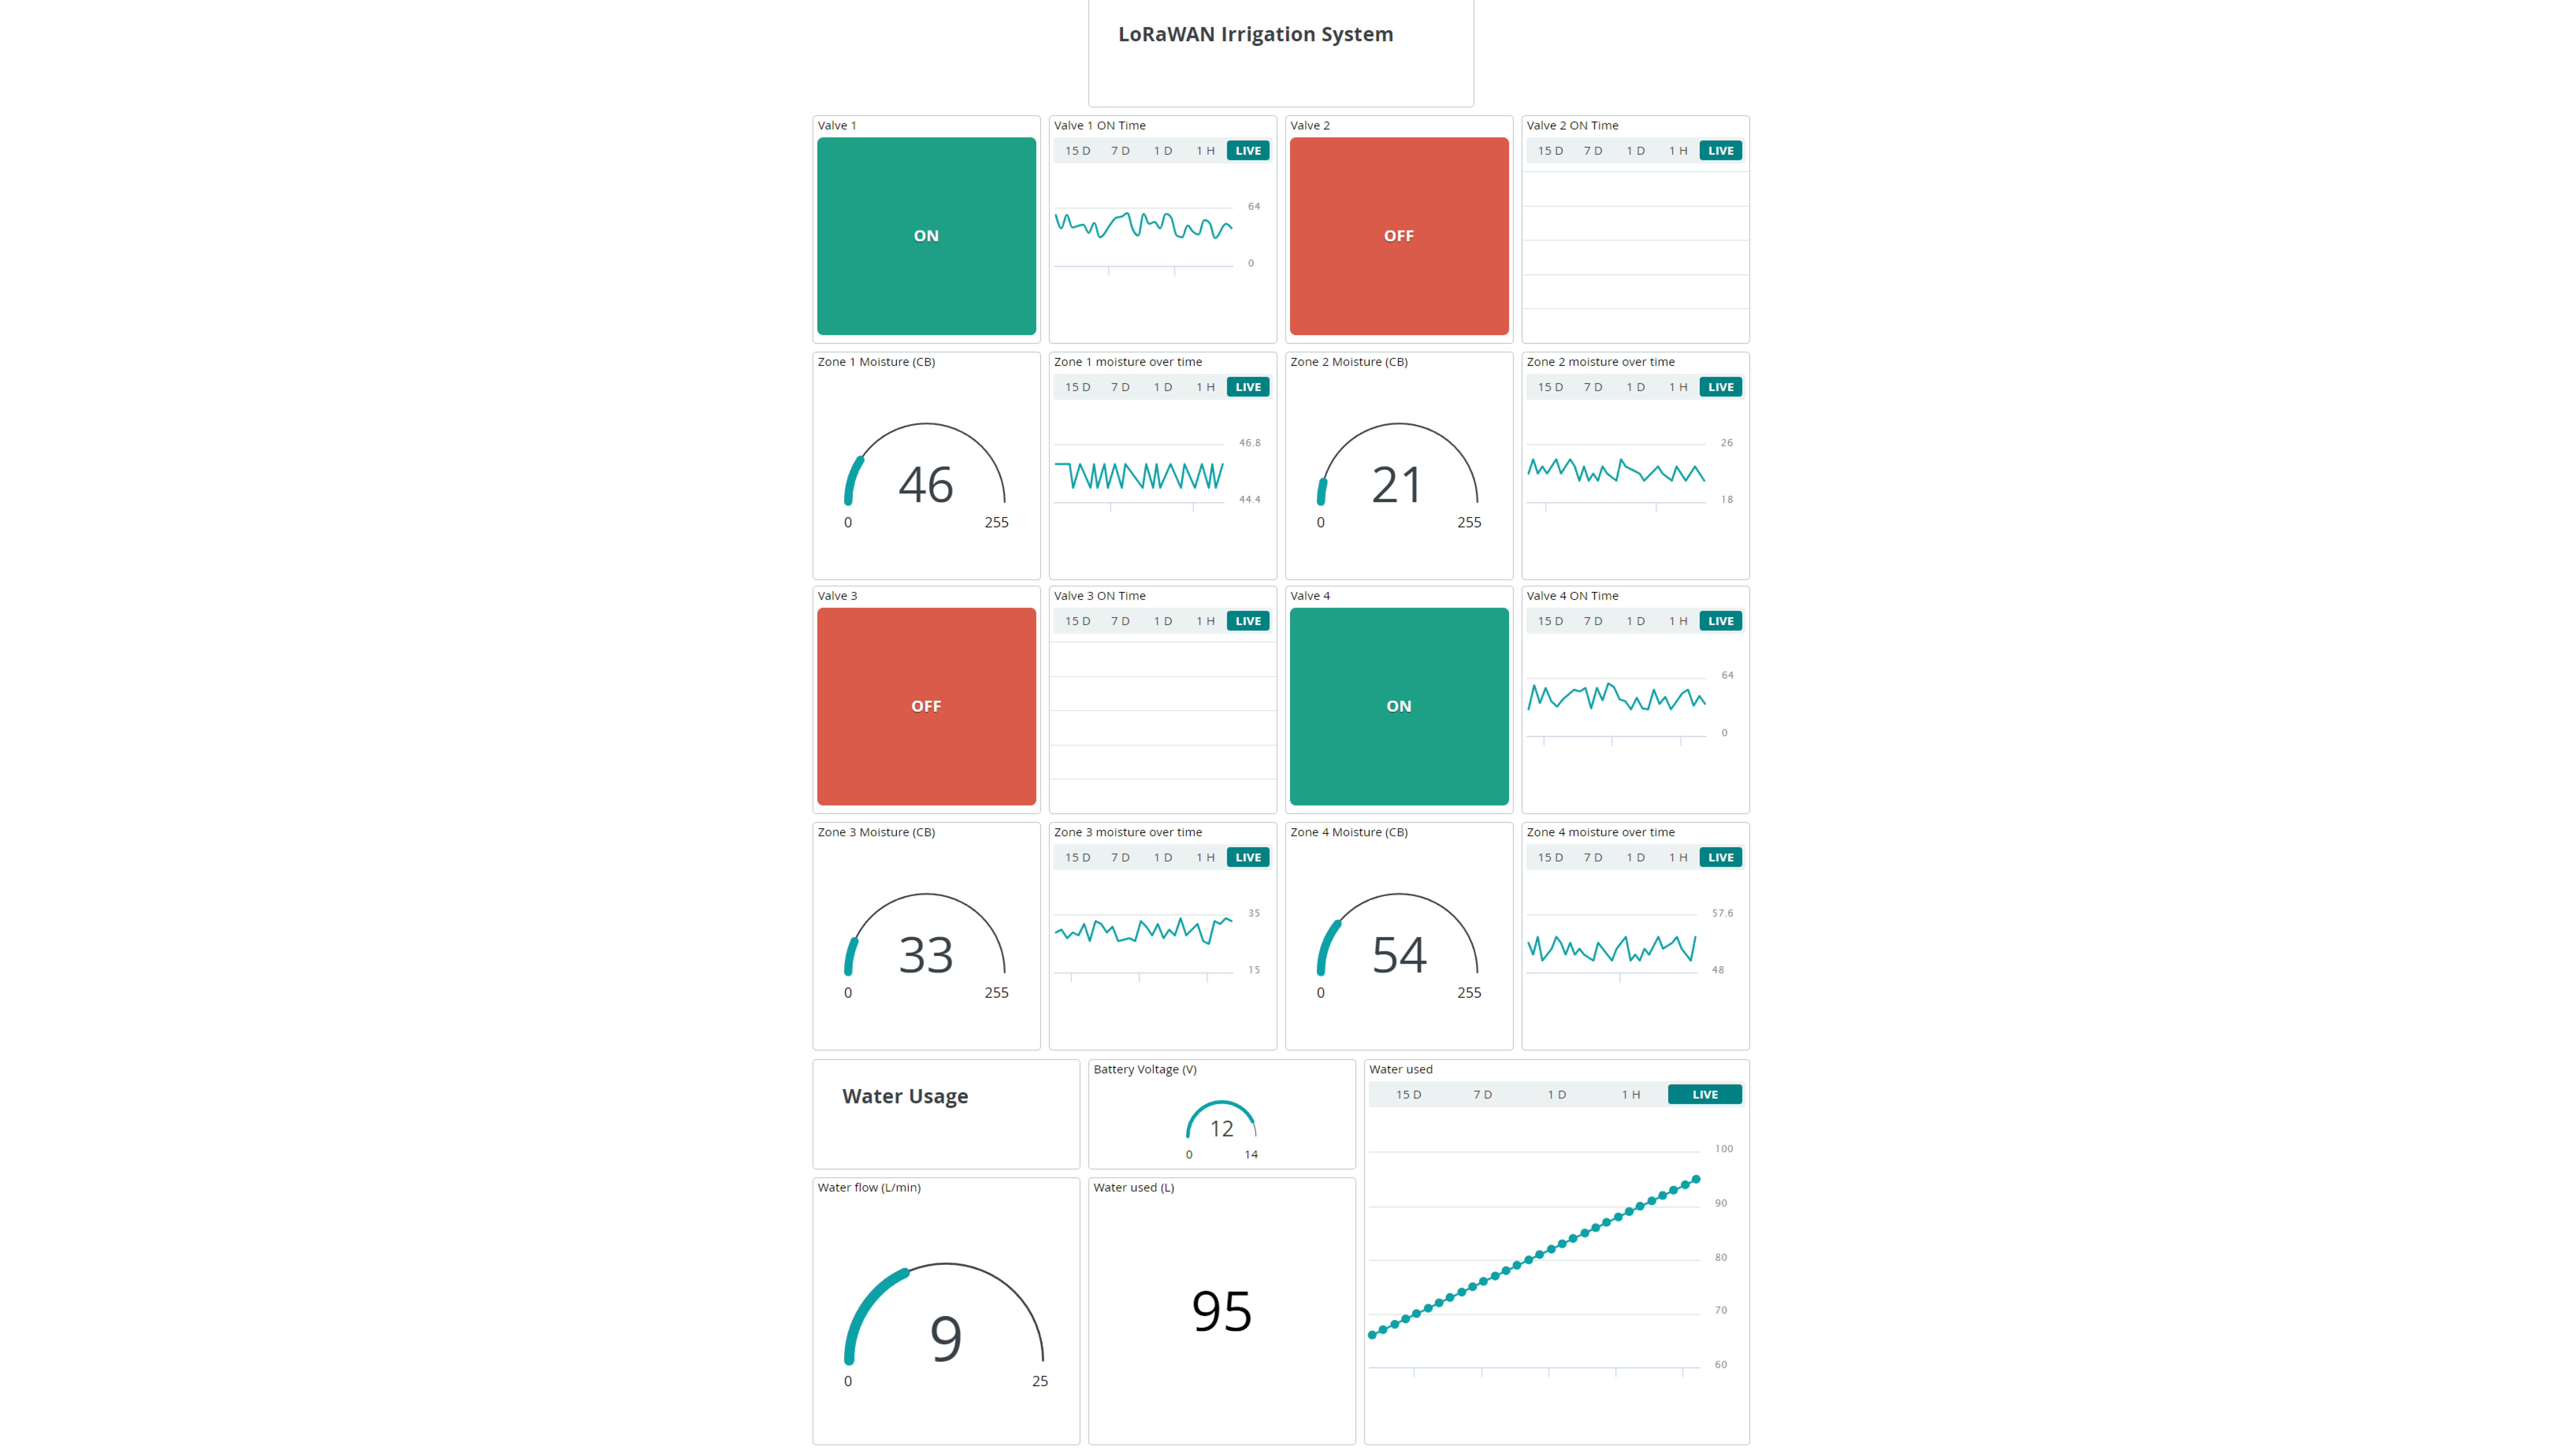 LoRaWAN Irrigation System
Valve 1
ON
Valve 1 ON Time
15 D 7 D 1 D 1 H LIVE
64
0
Valve 2
OFF
Valve 2 ON Time
15 D 7 D 1 D 1 H LIVE
Zone 1 Moisture (CB)
46
0 255
Zone 1 moisture over time
15 D 7 D 1 D 1 H LIVE
46.8
44.4
Zone 2 Moisture (CB)
21
0 255
Zone 2 moisture over time
15 D 7 D 1 D 1 H LIVE
26
18
Valve 3
OFF
Valve 3 ON Time
15 D 7 D 1 D 1 H LIVE
Valve 4
ON
Valve 4 ON Time
15 D 7 D 1 D 1 H LIVE
64
0
Zone 3 Moisture (CB)
33
0 255
Zone 3 moisture over time
15 D 7 D 1 D 1 H LIVE
35
15
Zone 4 Moisture (CB)
54
0 255
Zone 4 moisture over time
15 D 7 D 1 D 1 H LIVE
57.6
48
Water Usage
Battery Voltage (V)
12
0 14
Water flow (L/min)
9
0 25
Water used (L)
95
Water used
15 D 7 D 1 D 1 H LIVE
100
90
80
70
60